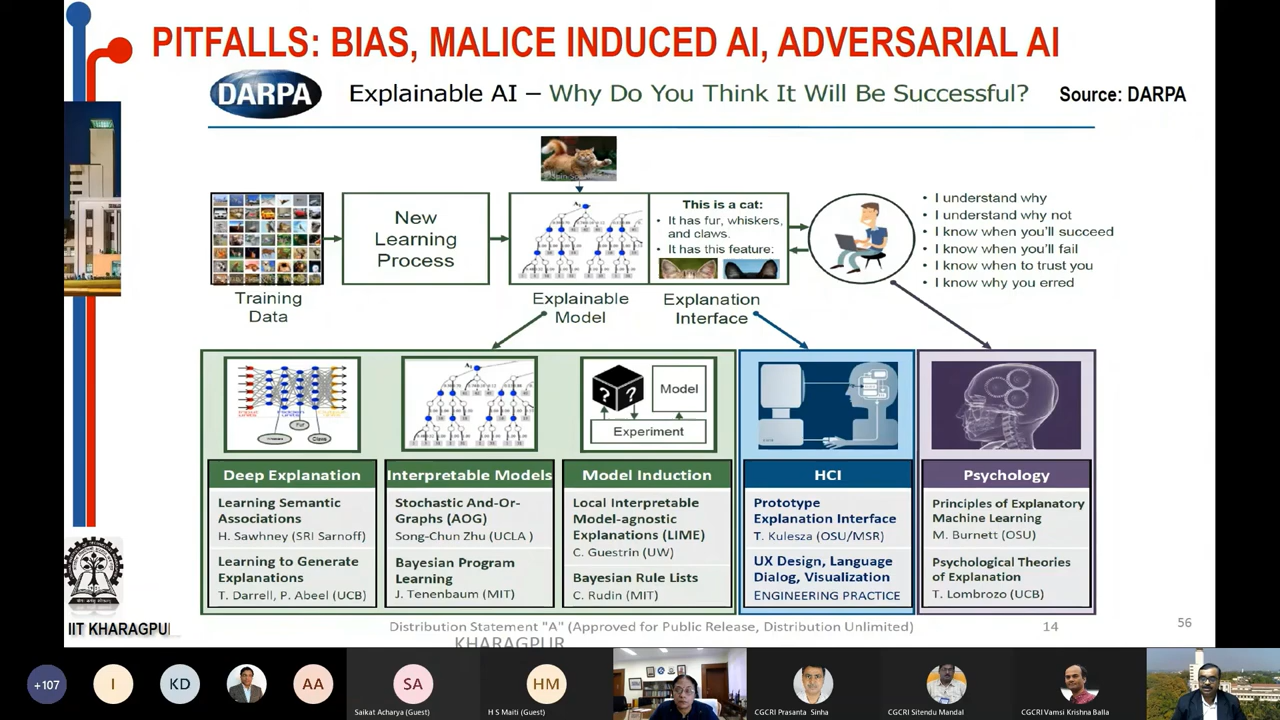 PITFALLS: BIAS, MALICE INDUCED AI, ADVERSARIAL AI
DARPA
Explainable AI – Why Do You Think It Will Be Successful?
Source: DARPA
New
Learning
Process
This is a cat:
• It has fur, whiskers,
and claws.
• It has this feature:
• I understand why
• I understand why not
• I know when you'll succeed
• I know when you'll fail
• I know when to trust you
• I know why you erred
Training
Data
Explainable
Model
Explanation
Interface
? ?
Model
Experiment
Deep Explanation
Learning Semantic
Associations
H. Sawhney (SRI Sarnoff)
Learning to Generate
Explanations
T. Darrell, P. Abeel (UCB)
Interpretable Models
Stochastic And-Or-
Graphs (AOG)
Song-Chun Zhu (UCLA )
Bayesian Program
Learning
J. Tenenbaum (MIT)
Model Induction
Local Interpretable
Model-agnostic
Explanations (LIME)
C. Guestrin (UW)
Bayesian Rule Lists
C. Rudin (MIT)
HCI
Prototype
Explanation Interface
T. Kulesza (OSU/MSR)
UX Design, Language
Dialog, Visualization
ENGINEERING PRACTICE
Psychology
Principles of Explanatory
Machine Learning
M. Burnett (OSU)
Psychological Theories
of Explanation
T. Lombrozo (UCB)
IIT KHARAGPU
Distribution Statement "A" (Approved for Public Release, Distribution Unlimited)
14
56
KHARAGPUR
+107
I
KD
AA
SA
Saikat Acharya (Guest)
HM
H S Maiti (Guest)
CGCRI Prasanta Sinha
CGCRI Sitendu Mandal
CGCRI Vamsi Krishna Balla